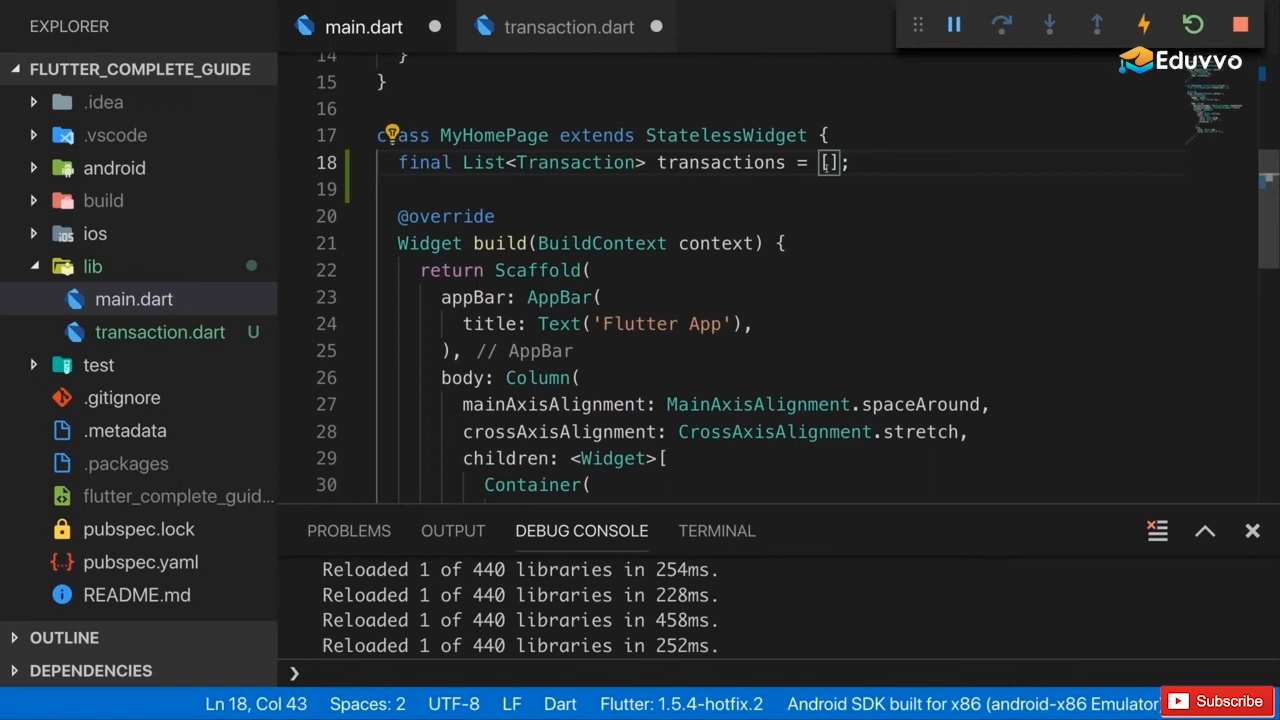 EXPLORER
main.dart
transaction.dart
Eduvvo
FLUTTER_COMPLETE_GUIDE
.idea
.vscode
android
build
ios
lib
main.dart
transaction.dart U
test
.gitignore
.metadata
.packages
flutter_complete_guid...
pubspec.lock
pubspec.yaml
README.md
OUTLINE
DEPENDENCIES
14 }
15 }
16
17 class MyHomePage extends StatelessWidget {
18 final List<Transaction> transactions = [];
19
20 @override
21 Widget build(BuildContext context) {
22 return Scaffold(
23 appBar: AppBar(
24 title: Text('Flutter App'),
25 ), // AppBar
26 body: Column(
27 mainAxisAlignment: MainAxisAlignment.spaceAround,
28 crossAxisAlignment: CrossAxisAlignment.stretch,
29 children: <Widget>[
30 Container(
PROBLEMS OUTPUT DEBUG CONSOLE TERMINAL
Reloaded 1 of 440 libraries in 254ms.
Reloaded 1 of 440 libraries in 228ms.
Reloaded 1 of 440 libraries in 458ms.
Reloaded 1 of 440 libraries in 252ms.
Ln 18, Col 43 Spaces: 2 UTF-8 LF Dart Flutter: 1.5.4-hotfix.2 Android SDK built for x86 (android-x86 Emulator)
Subscribe